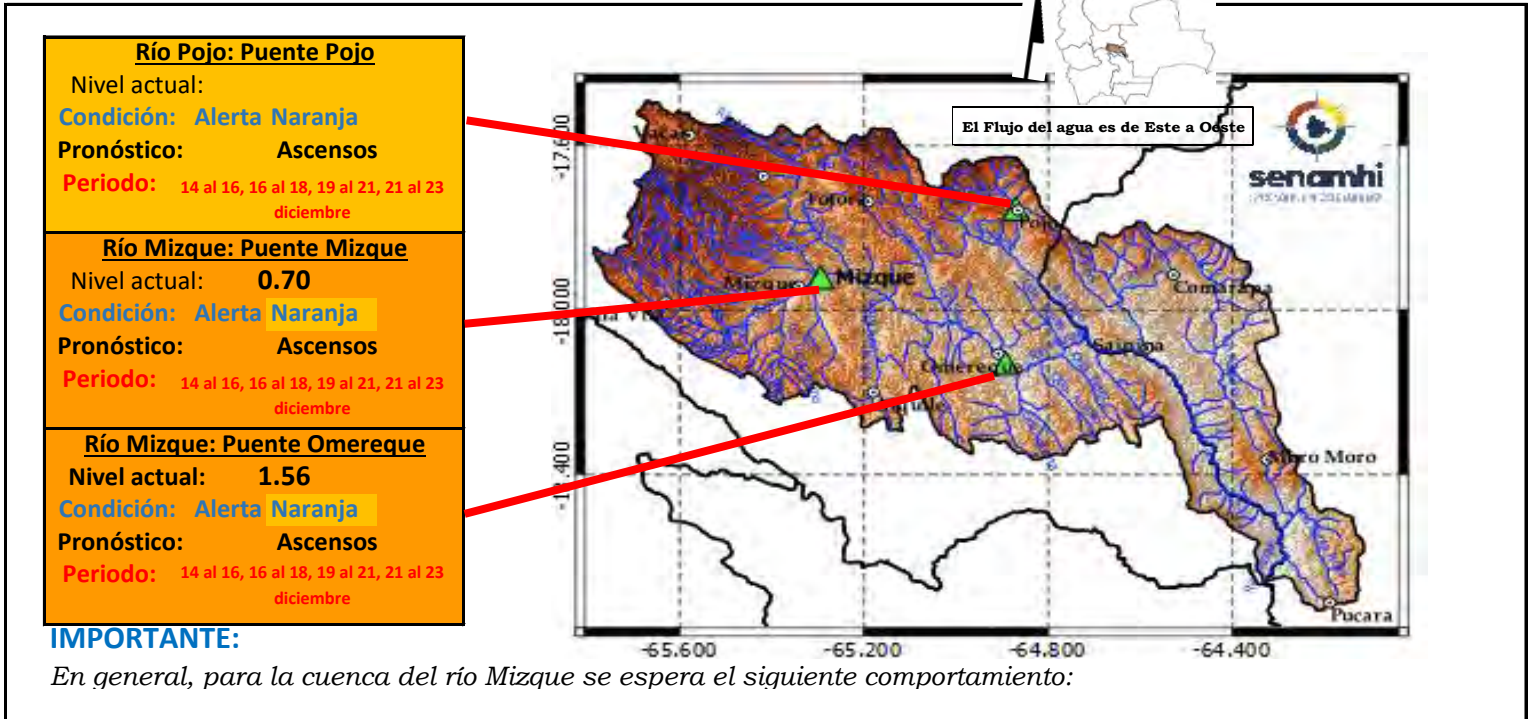 Río Pojo: Puente Pojo
Nivel actual:
Condición: Alerta Naranja
Pronóstico: Ascensos
Periodo: 14 al 16, 16 al 18, 19 al 21, 21 al 23
diciembre
Río Mizque: Puente Mizque
Nivel actual: 0.70
Condición: Alerta Naranja
Pronóstico: Ascensos
Periodo: 14 al 16, 16 al 18, 19 al 21, 21 al 23
diciembre
Río Mizque: Puente Omereque
Nivel actual: 1.56
Condición: Alerta Naranja
Pronóstico: Ascensos
Periodo: 14 al 16, 16 al 18, 19 al 21, 21 al 23
diciembre
El Flujo del agua es de Este a Oeste
senamhi
-17.600
Vacas
Totora
Pojo
Mizque
Mizque
Comarapa
Saipina
Omereque
Moro
Pucara
-65.600
-65.200
-64.800
-64.400
IMPORTANTE:
En general, para la cuenca del río Mizque se espera el siguiente comportamiento: